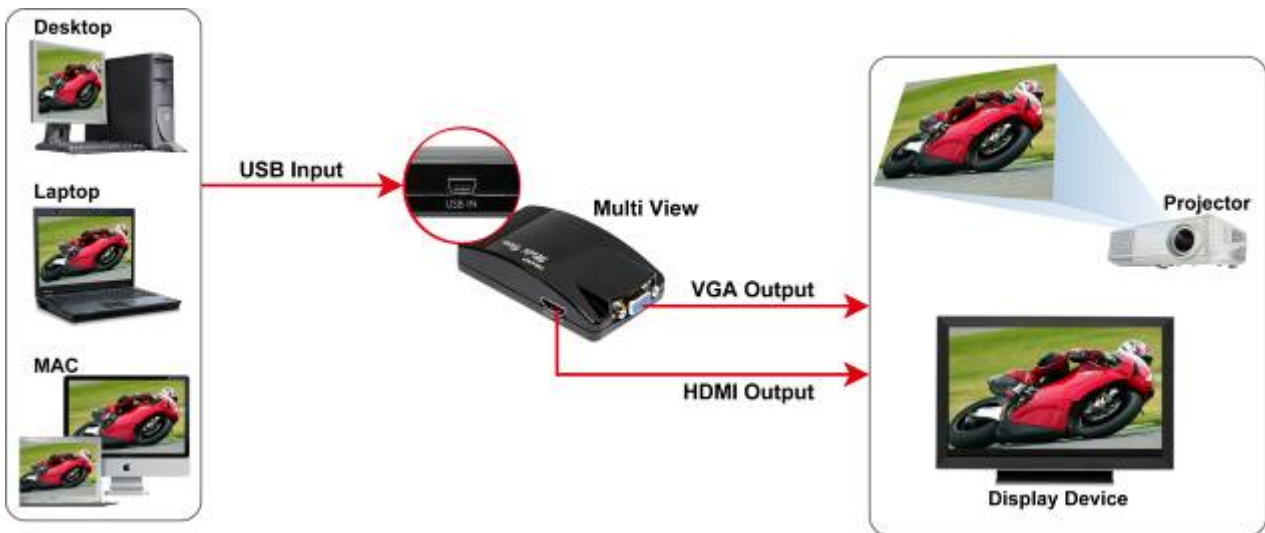 Desktop
Laptop
MAC
USB Input
USB IN
Multi View
VGA Output
HDMI Output
Projector
Display Device